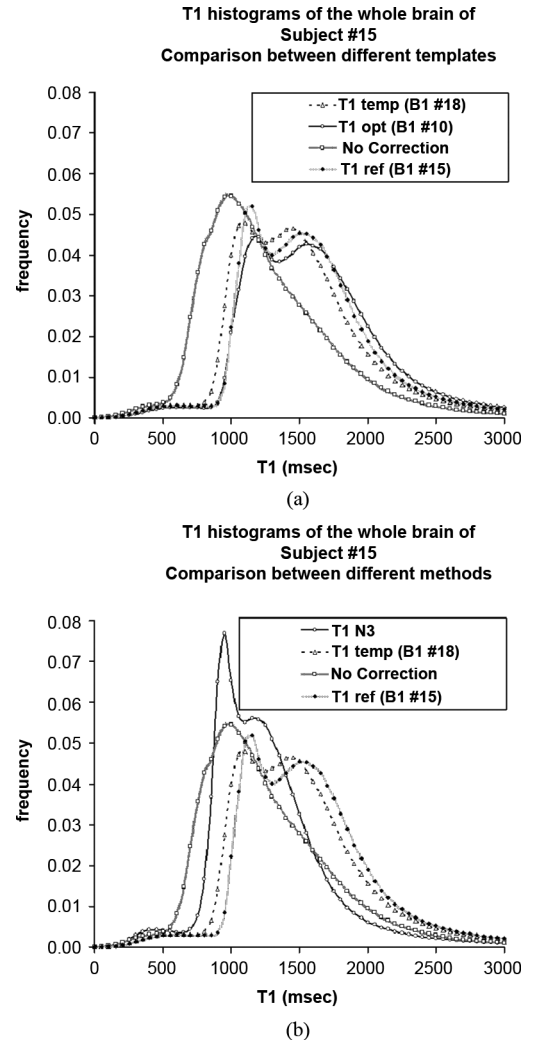 T1 histograms of the whole brain of
Subject #15
Comparison between different templates
0.08
0.07
0.06
0.05
0.04
0.03
0.02
0.01
0.00
frequency
T1 temp (B1 #18)
T1 opt (B1 #10)
No Correction
T1 ref (B1 #15)
0 500 1000 1500 2000 2500 3000
T1 (msec)
(a)
T1 histograms of the whole brain of
Subject #15
Comparison between different methods
0.08
0.07
0.06
0.05
0.04
0.03
0.02
0.01
0.00
frequency
T1 N3
T1 temp (B1 #18)
No Correction
T1 ref (B1 #15)
0 500 1000 1500 2000 2500 3000
T1 (msec)
(b)